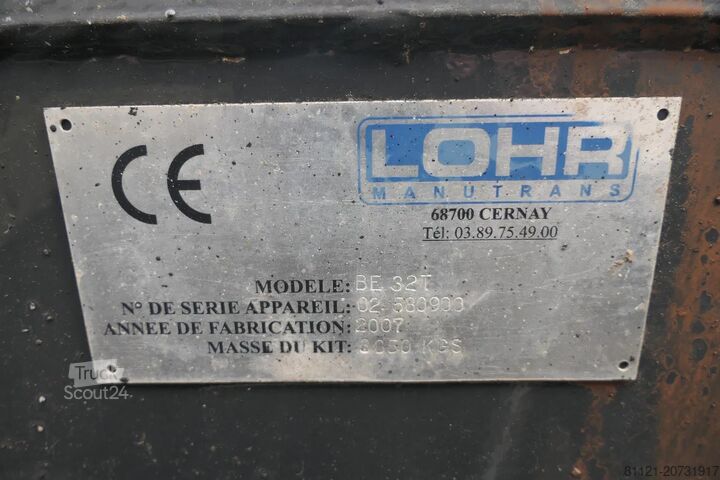 CE
LOHR
MANUTRANS
68700 CERNAY
Tél: 03.89.75.49.00
MODELE: BE 32T
N° DE SERIE APPAREIL: 02
ANNEE DE FABRICATION: 2007
MASSE DU KIT: KGS
Truck
Scout24
81121-20731917